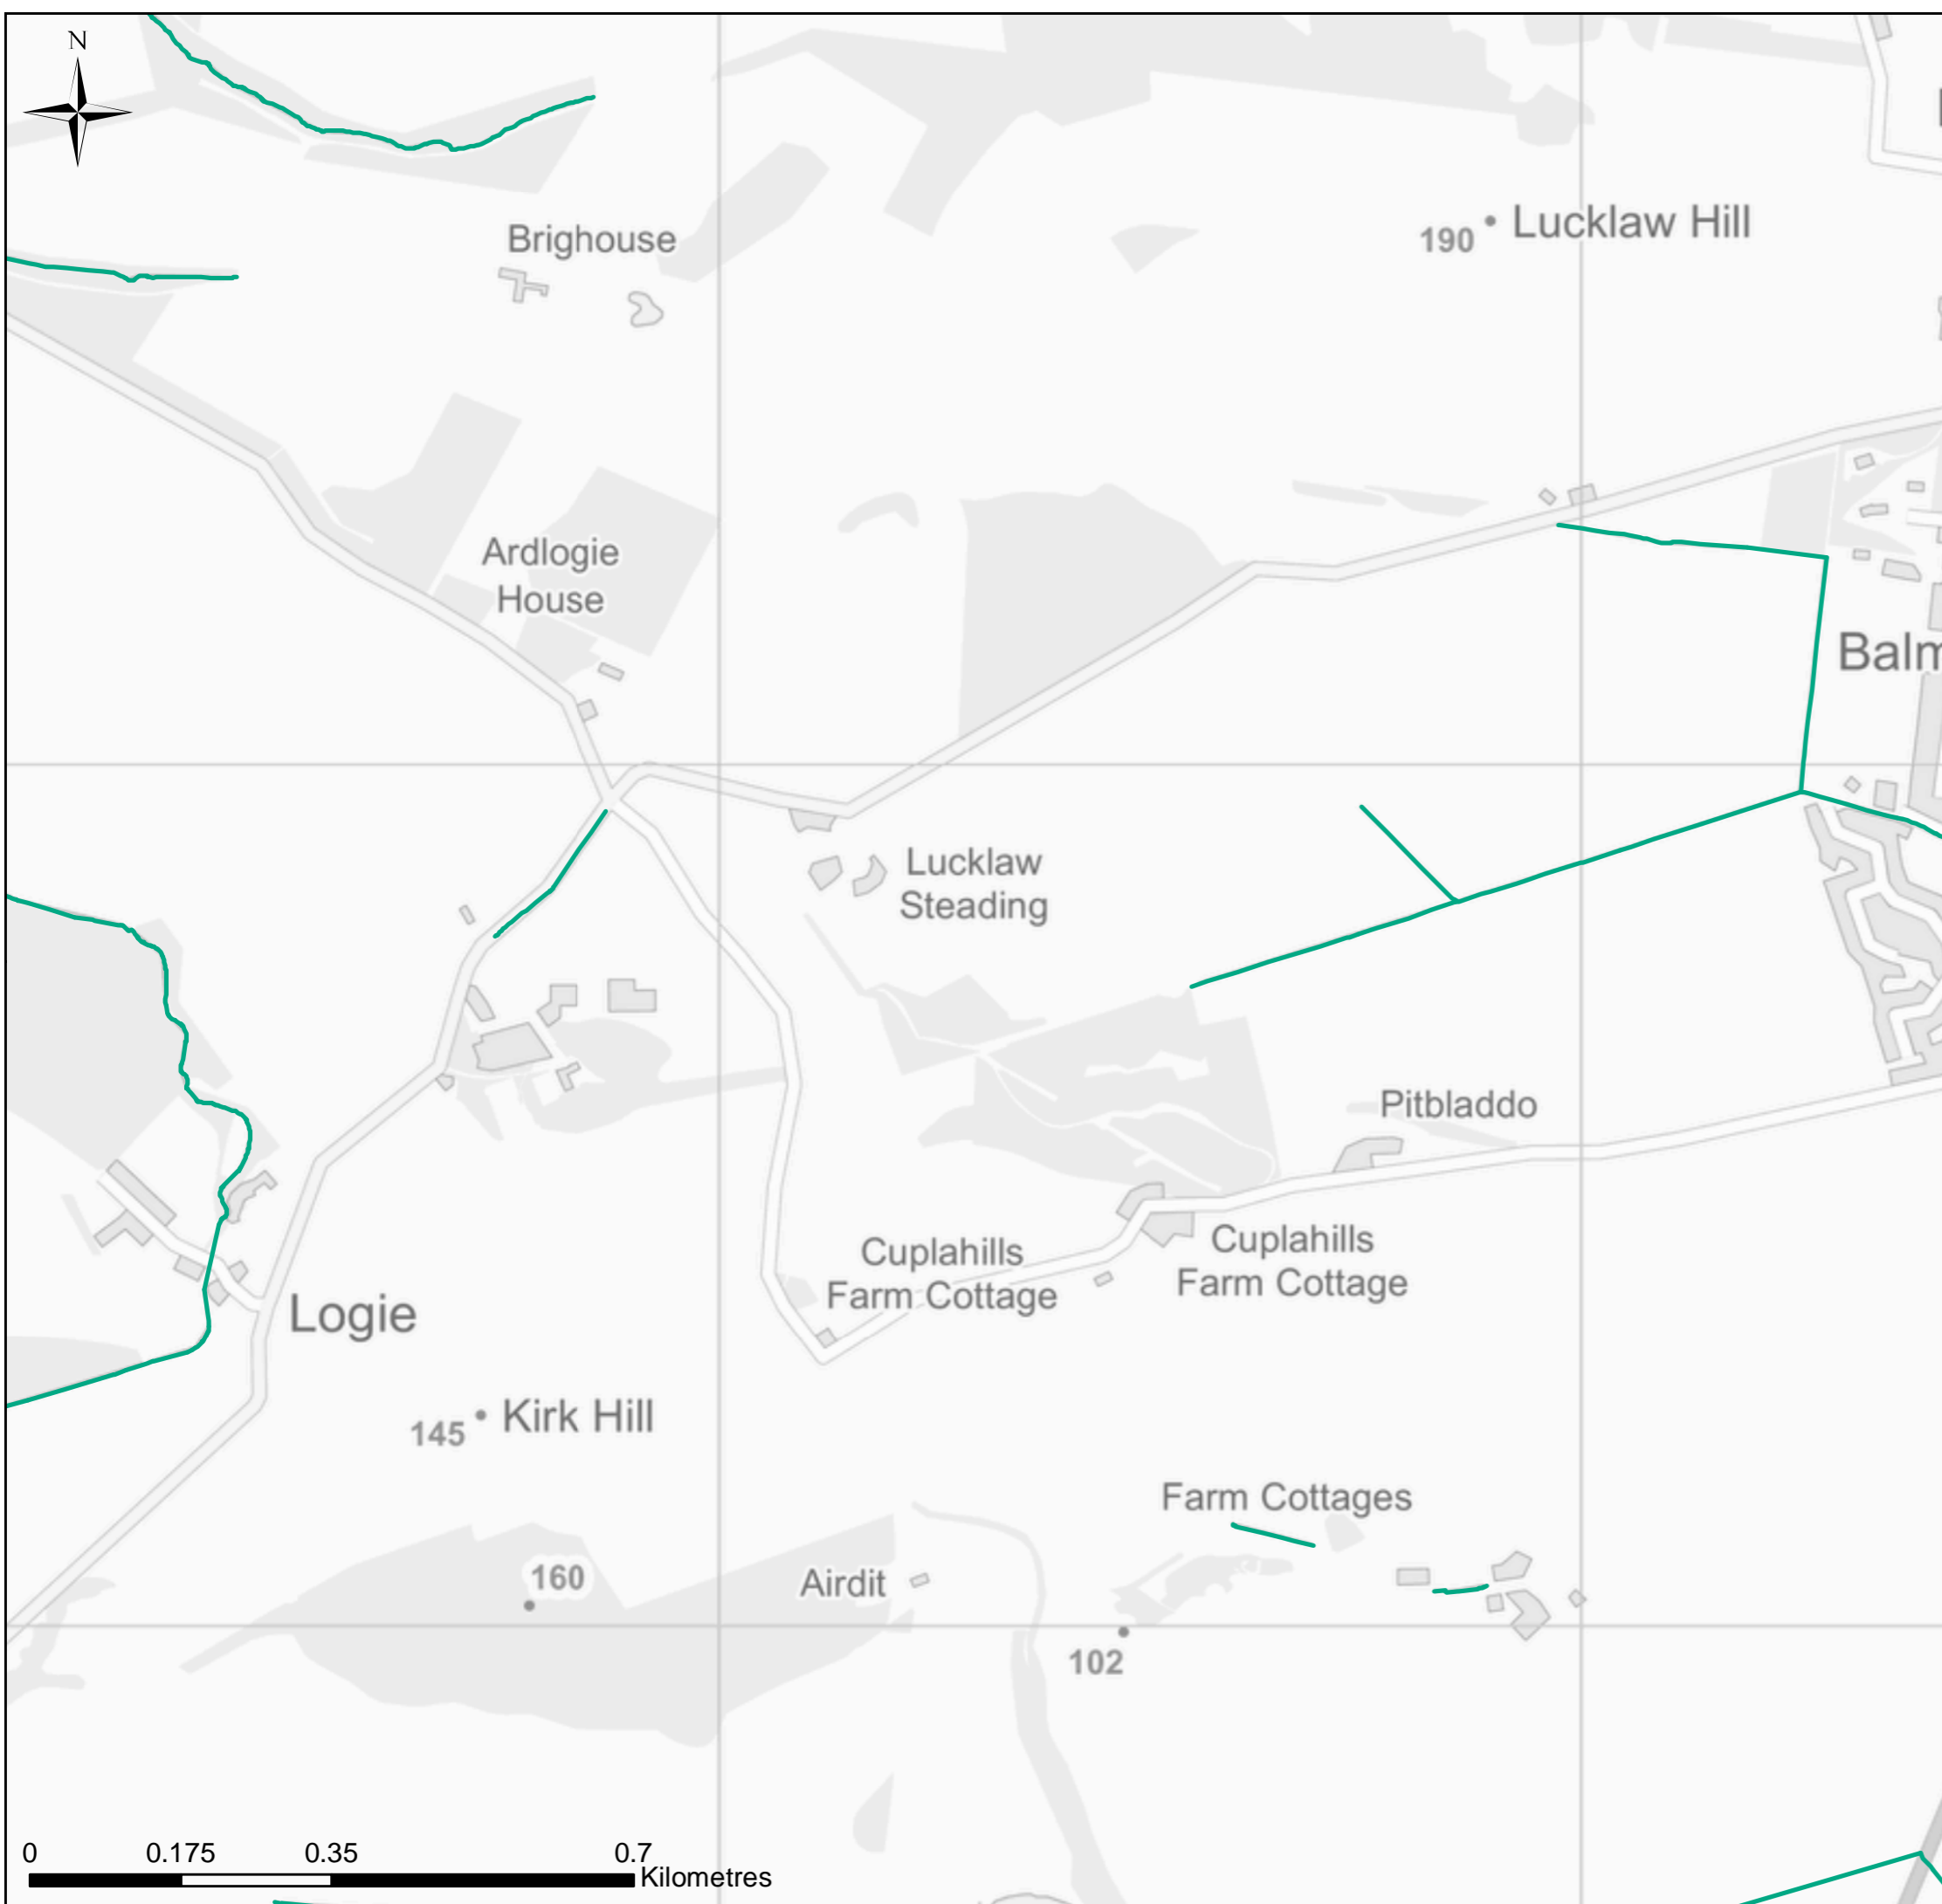 N
Brighouse
190 Lucklaw Hill
Ardlogie
House
Lucklaw
Steading
Pitbladdo
Cuplahills
Farm Cottage
Cuplahills
Farm Cottage
Logie
145 Kirk Hill
Farm Cottages
160
Airdit
102
0 0.175 0.35 0.7
Kilometres